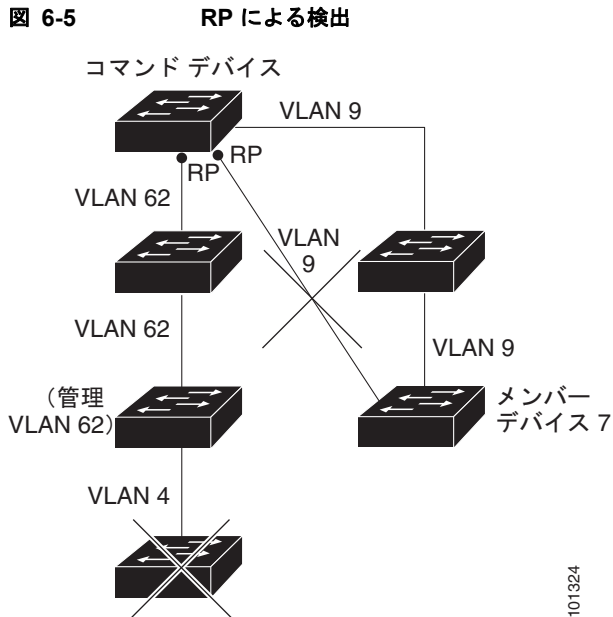 図 6-5 RP による検出
コマンド デバイス
VLAN 9
RP
RP
VLAN 62
VLAN
9
VLAN 62
VLAN 9
（管理
VLAN 62）
メンバー
デバイス 7
VLAN 4
101324